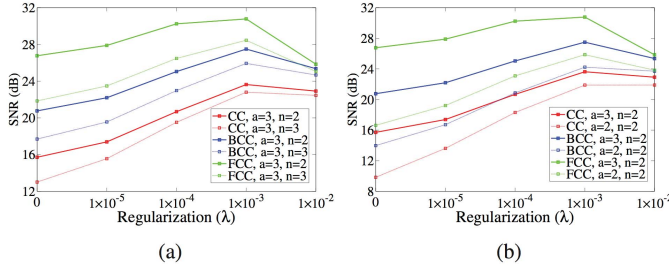 32
28
24
20
16
12
SNR (dB)
CC, a=3, n=2
CC, a=3, n=3
BCC, a=3, n=2
BCC, a=3, n=3
FCC, a=3, n=2
FCC, a=3, n=3
0 1×10⁻⁵ 1×10⁻⁴ 1×10⁻³ 1×10⁻²
Regularization (λ)
(a)
32
28
24
20
16
12
8
SNR (dB)
CC, a=3, n=2
CC, a=2, n=2
BCC, a=3, n=2
BCC, a=2, n=2
FCC, a=3, n=2
FCC, a=2, n=2
0 1×10⁻⁵ 1×10⁻⁴ 1×10⁻³ 1×10⁻²
Regularization (λ)
(b)